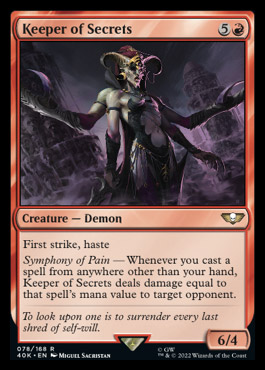 Keeper of Secrets 5
Creature — Demon
First strike, haste
Symphony of Pain — Whenever you cast a
spell from anywhere other than your hand,
Keeper of Secrets deals damage equal to
that spell's mana value to target opponent.
To look upon one is to surrender every last
shred of self-will.
6/4
078/168 R
40K • EN Miguel Sacristan
© GW
™ & © 2022 Wizards of the Coast